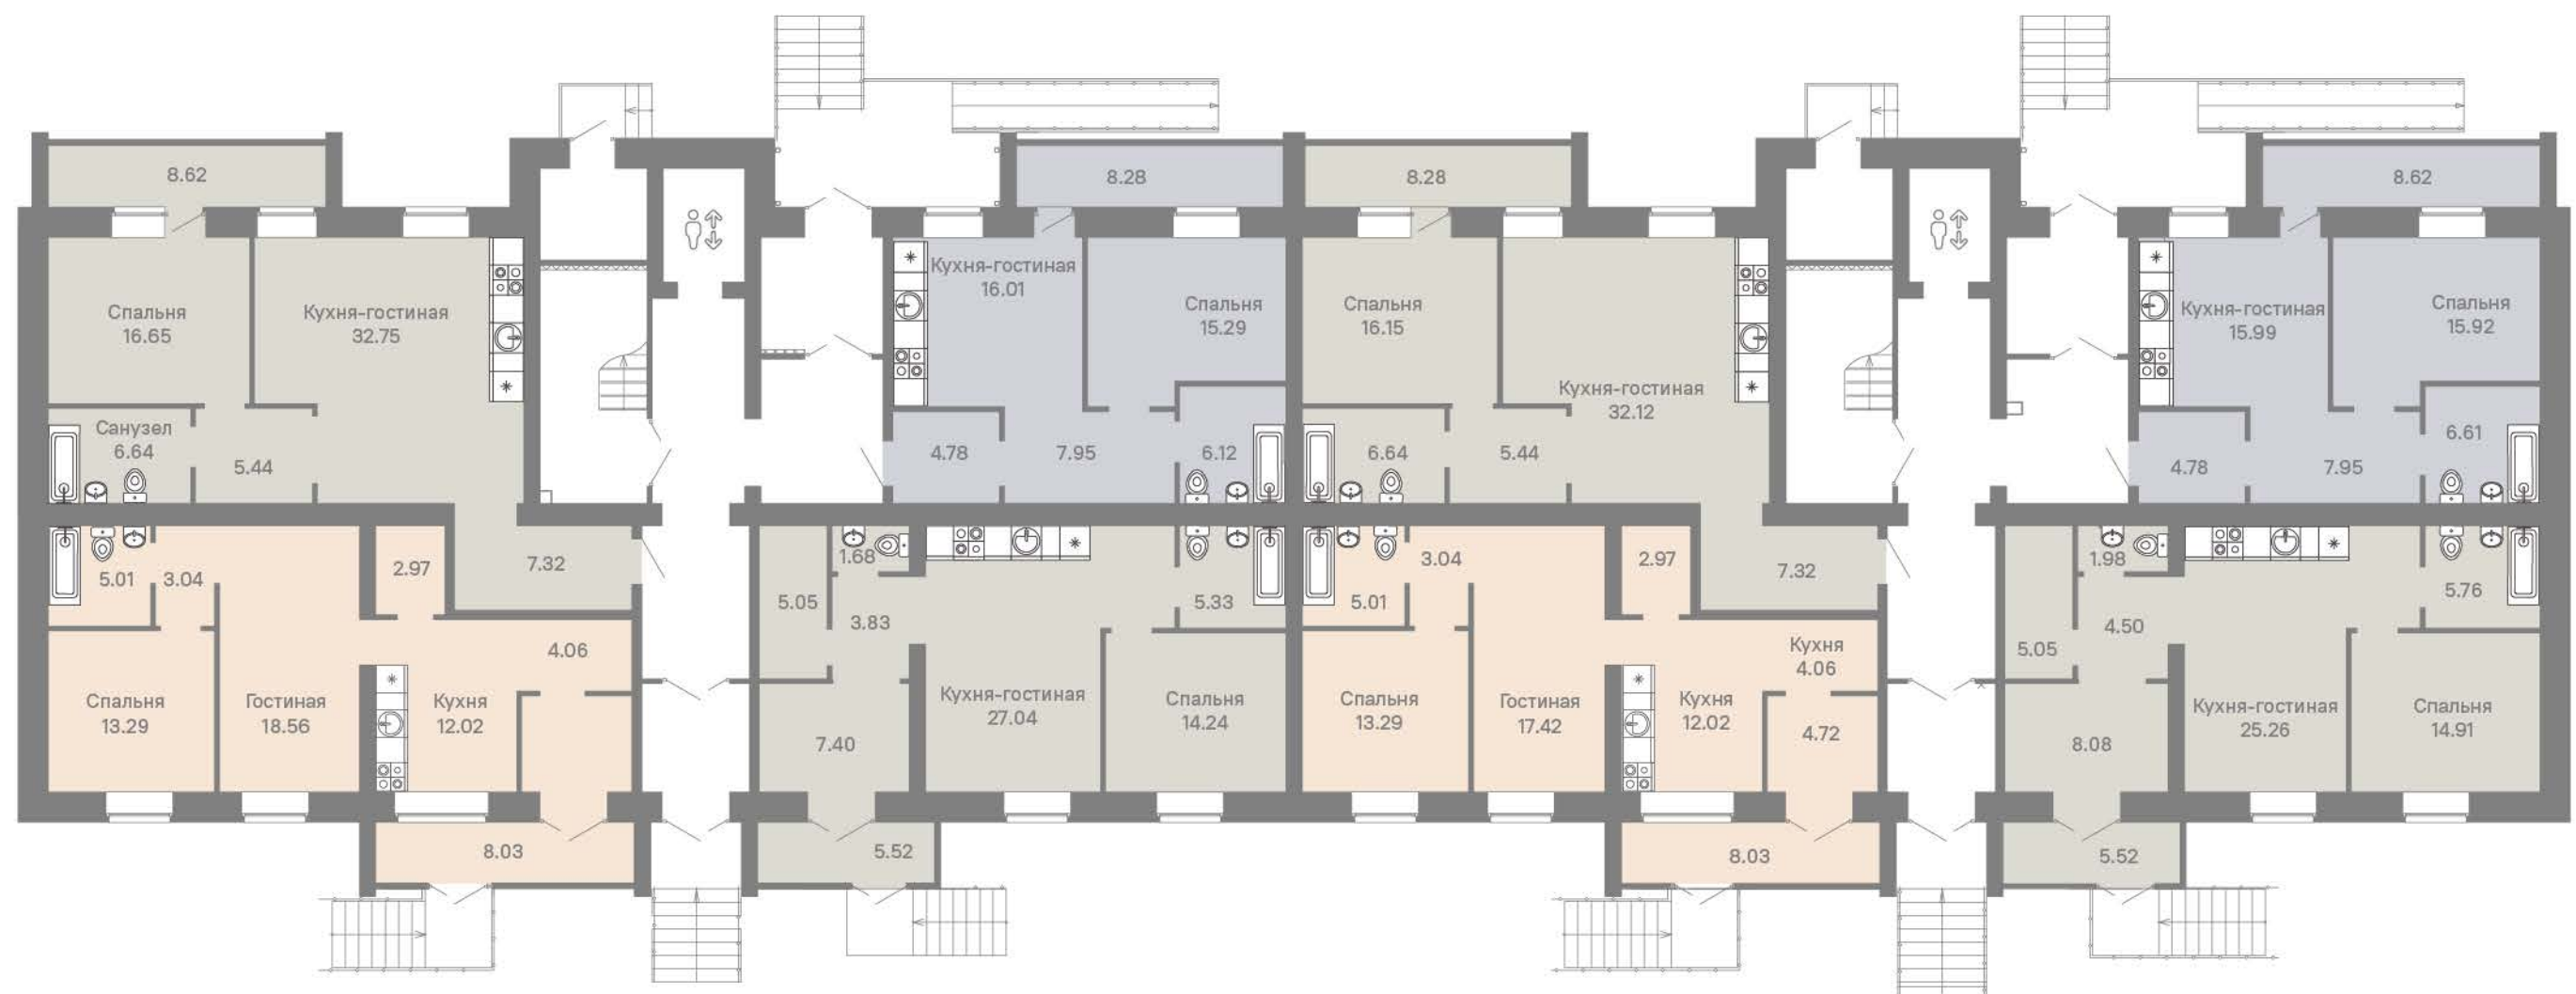 8.62
Спальня
16.65
Кухня-гостиная
32.75
Санузел
6.64
5.44
7.32
5.01
3.04
2.97
4.06
Спальня
13.29
Гостиная
18.56
Кухня
12.02
8.03
8.28
Кухня-гостиная
16.01
Спальня
15.29
4.78
7.95
6.12
1.68
5.05
3.83
5.33
Кухня-гостиная
27.04
Спальня
14.24
7.40
5.52
8.28
Спальня
16.15
Кухня-гостиная
32.12
6.64
5.44
7.32
3.04
2.97
5.01
Кухня
4.06
Спальня
13.29
Гостиная
17.42
Кухня
12.02
4.72
8.03
8.62
Кухня-гостиная
15.99
Спальня
15.92
4.78
7.95
6.61
1.98
5.05
4.50
5.76
Кухня-гостиная
25.26
Спальня
14.91
8.08
5.52